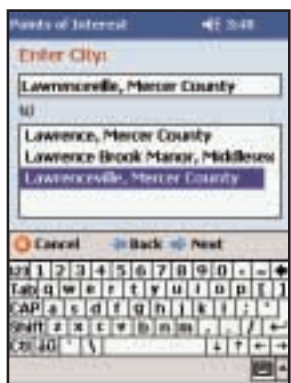 Points of Interest 3:48
Enter City:
Lawrenceville, Mercer County
NJ
Lawrence, Mercer County
Lawrence Brook Manor, Middlesex
Lawrenceville, Mercer County
Cancel Back Next
123 1 2 3 4 5 6 7 8 9 0 - =
Tab q w e r t y u i o p [ ]
CAP a s d f g h j k l ; '
Shift z x c v b n m , . /
Ctl áü ` \